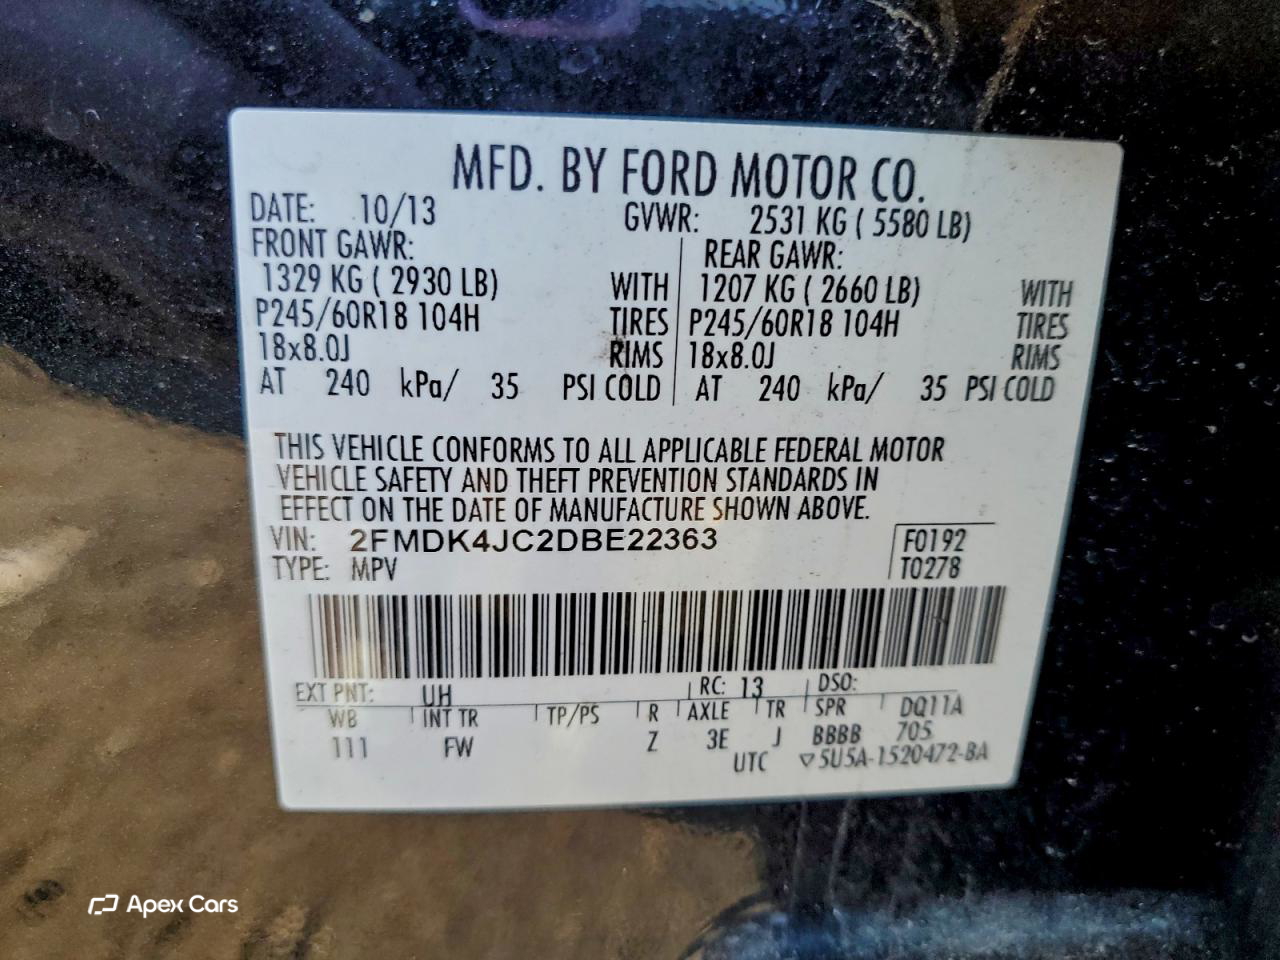 MFD. BY FORD MOTOR CO.
DATE: 10/13 GVWR: 2531 KG ( 5580 LB)
FRONT GAWR: REAR GAWR:
1329 KG ( 2930 LB) WITH 1207 KG ( 2660 LB) WITH
P245/60R18 104H TIRES P245/60R18 104H TIRES
18x8.0J RIMS 18x8.0J RIMS
AT 240 kPa/ 35 PSI COLD AT 240 kPa/ 35 PSI COLD
THIS VEHICLE CONFORMS TO ALL APPLICABLE FEDERAL MOTOR
VEHICLE SAFETY AND THEFT PREVENTION STANDARDS IN
EFFECT ON THE DATE OF MANUFACTURE SHOWN ABOVE.
VIN: 2FMDK4JC2DBE22363 F0192
TYPE: MPV T0278
EXT PNT: UH RC: 13 DSO:
WB INT TR TP/PS R AXLE TR SPR DQ11A
111 FW Z 3E J BBBB 705
UTC ▽5U5A-1520472-BA
Apex Cars